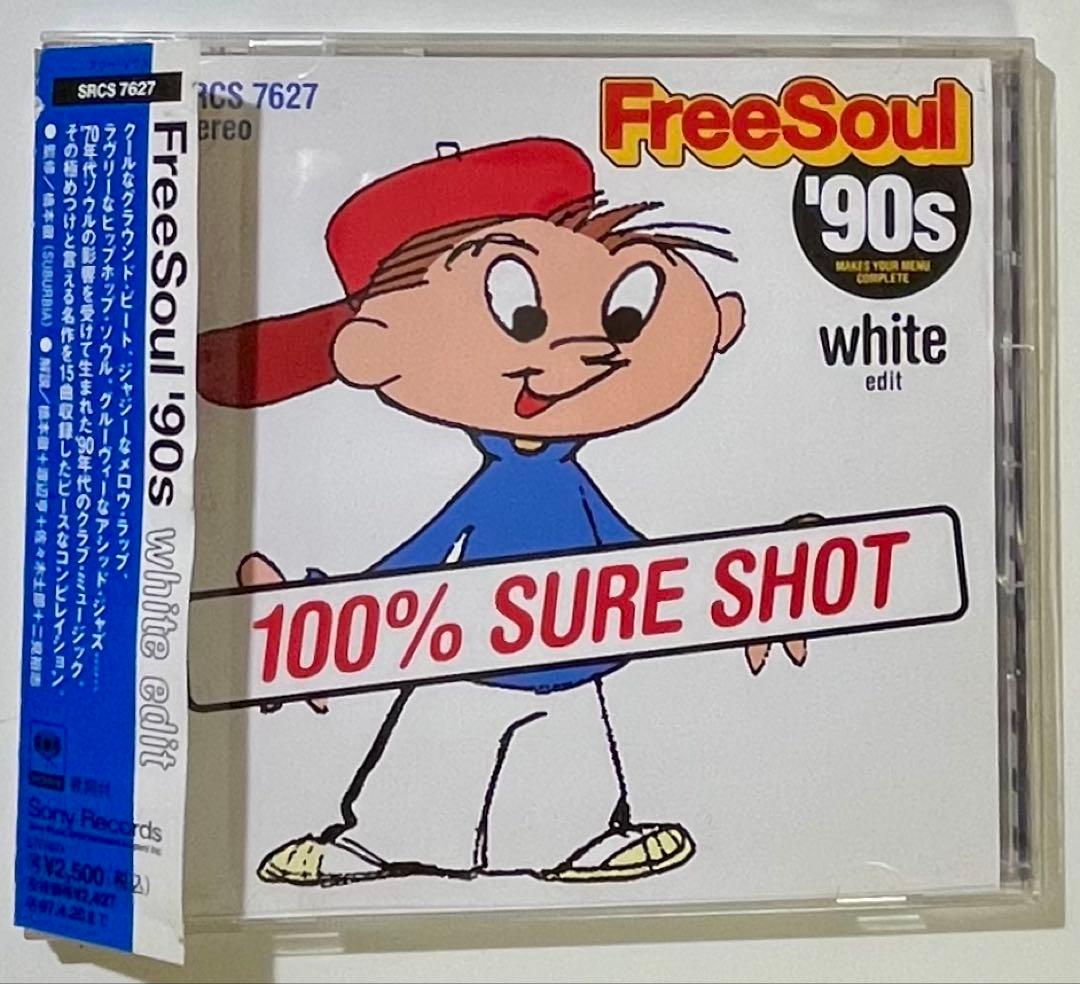 SRCS 7627
FreeSoul '90s white edit
クールなグラウンド・ビート、ジャジーなメロウ・ラップ、
ラヴリーなヒップホップ・ソウル、グルーヴィーなアシッド・ジャズ……
'70年代ソウルの影響を受けて生まれた'90年代のクラブ・ミュージック。
その極めつけと言える名作を15曲収録したピースなコンピレイション。
(SUBURBIA)
Sony Records
¥2,500
RCS 7627
ereo
FreeSoul
'90s
MAKES YOUR MENU
COMPLETE
white
edit
100% SURE SHOT